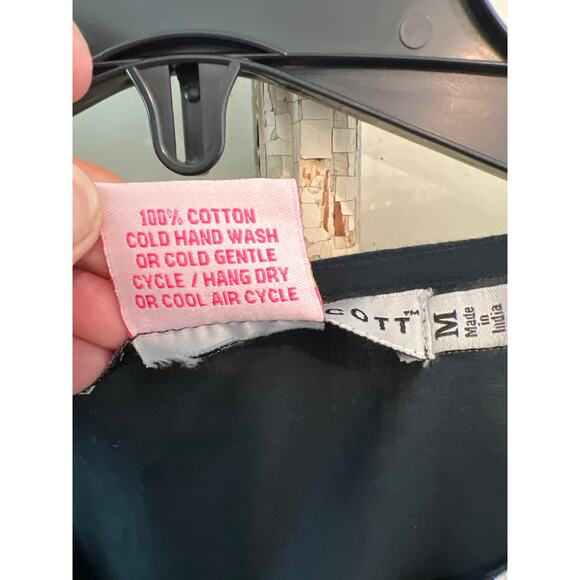 100% COTTON
COLD HAND WASH
OR COLD GENTLE
CYCLE / HANG DRY
OR COOL AIR CYCLE
COTT™
M
Made
in
India